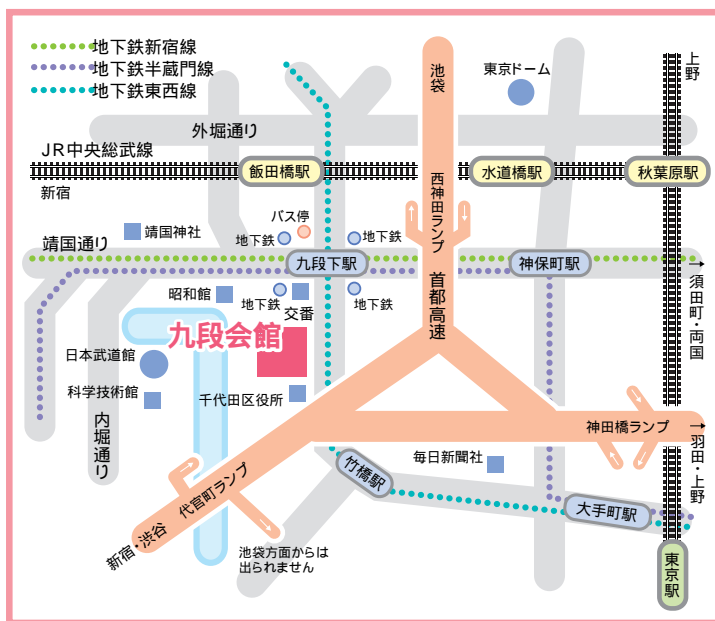 地下鉄新宿線
地下鉄半蔵門線
地下鉄東西線
池袋
東京ドーム
上野
外堀通り
JR中央総武線
飯田橋駅
水道橋駅
秋葉原駅
新宿
西神田ランプ
バス停
靖国神社
地下鉄
地下鉄
靖国通り
九段下駅
神保町駅
→須田町・両国
首都高速
昭和館
地下鉄
交番
地下鉄
九段会館
日本武道館
科学技術館
千代田区役所
内堀通り
神田橋ランプ
→羽田・上野
毎日新聞社
竹橋駅
代官町ランプ
大手町駅
新宿・渋谷
池袋方面からは
出られません
東京駅